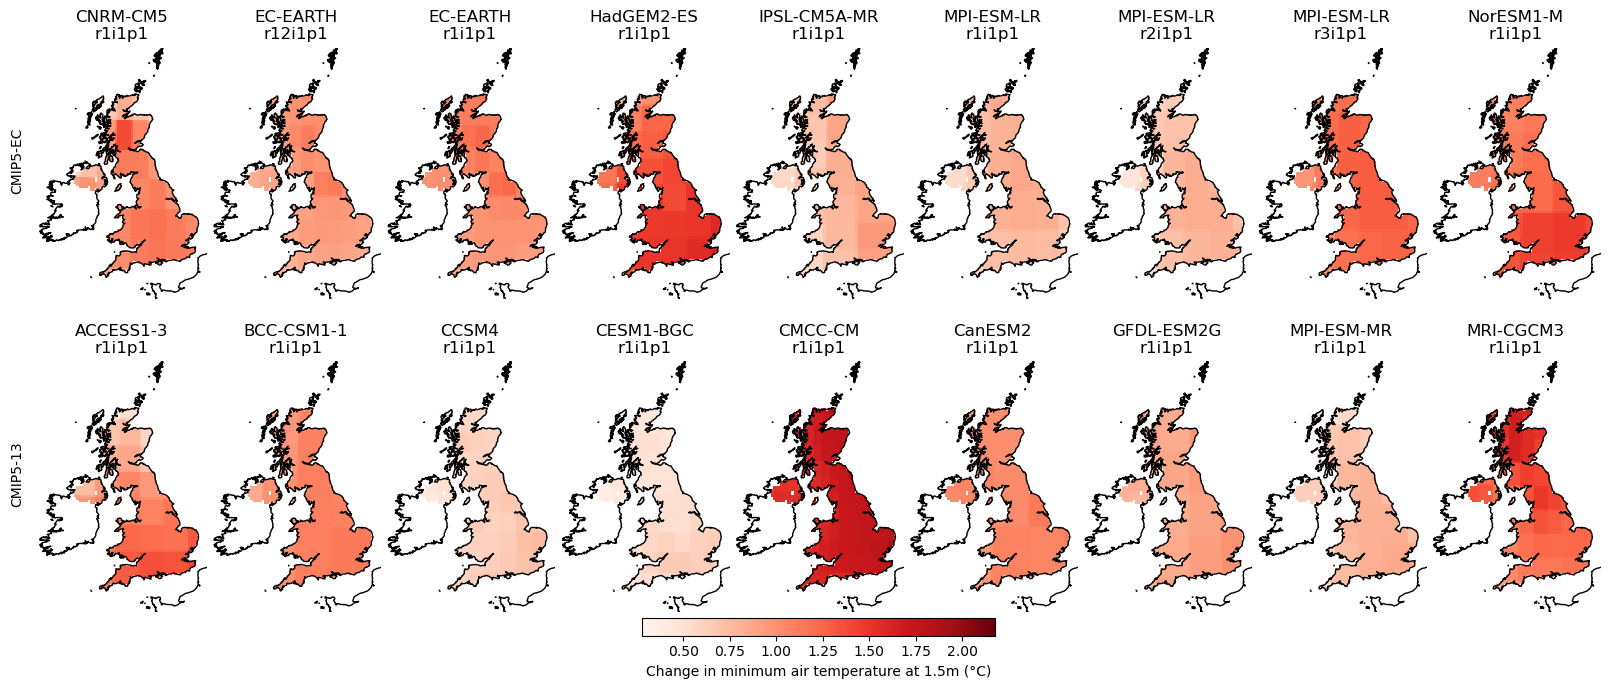 CNRM-CM5 EC-EARTH EC-EARTH HadGEM2-ES IPSL-CM5A-MR MPI-ESM-LR MPI-ESM-LR MPI-ESM-LR NorESM1-M
r1i1p1 r12i1p1 r1i1p1 r1i1p1 r1i1p1 r1i1p1 r2i1p1 r3i1p1 r1i1p1
CMIP5-EC
ACCESS1-3 BCC-CSM1-1 CCSM4 CESM1-BGC CMCC-CM CanESM2 GFDL-ESM2G MPI-ESM-MR MRI-CGCM3
r1i1p1 r1i1p1 r1i1p1 r1i1p1 r1i1p1 r1i1p1 r1i1p1 r1i1p1 r1i1p1
CMIP5-13
0.50 0.75 1.00 1.25 1.50 1.75 2.00
Change in minimum air temperature at 1.5m (°C)